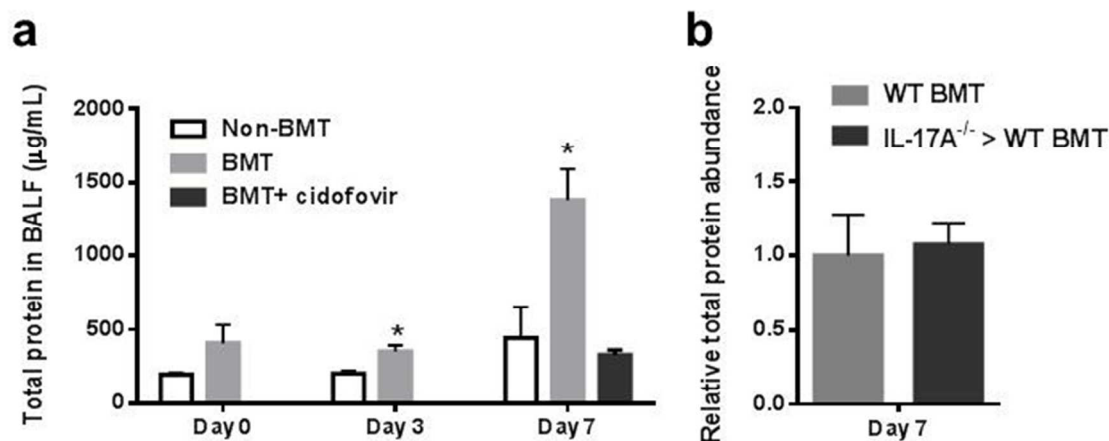 a
Total protein in BALF (µg/mL)
2000
1500
1000
500
0
Non-BMT
BMT
BMT+ cidofovir
*
*
Day 0
Day 3
Day 7
b
Relative total protein abundance
2.0
1.5
1.0
0.5
0.0
WT BMT
IL-17A-/- > WT BMT
Day 7